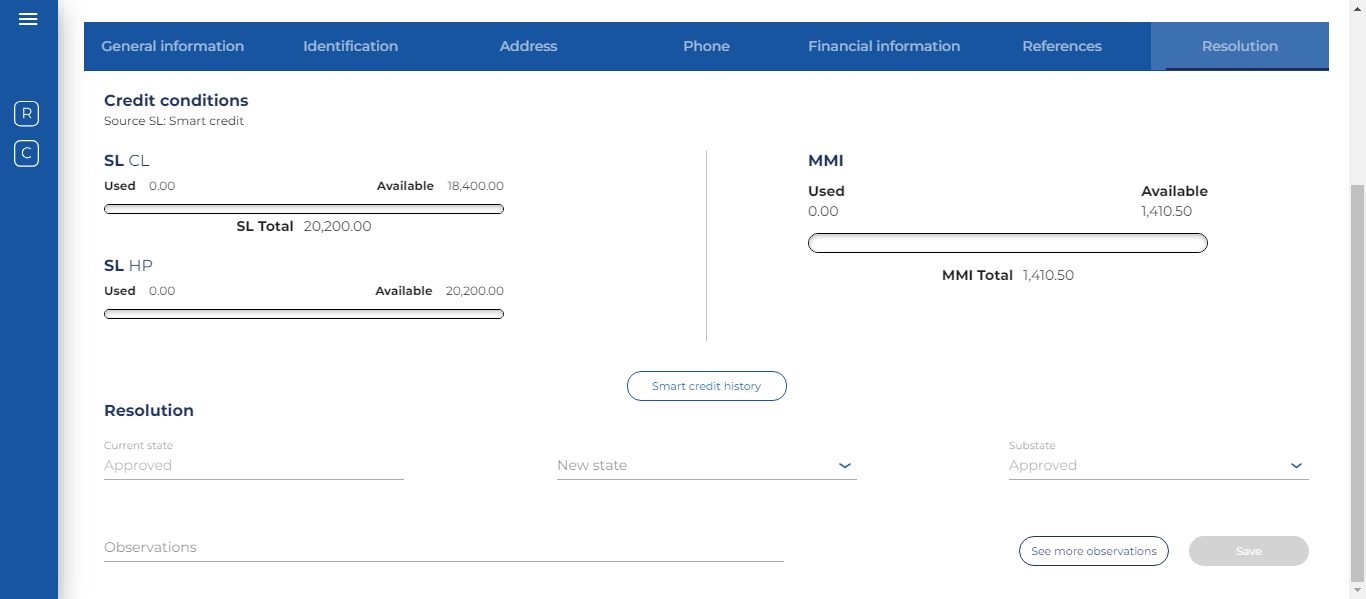 General information Identification Address Phone Financial information References Resolution
R
C
Credit conditions
Source SL: Smart credit
SL CL
Used 0.00 Available 18,400.00
SL Total 20,200.00
SL HP
Used 0.00 Available 20,200.00
MMI
Used Available
0.00 1,410.50
MMI Total 1,410.50
Smart credit history
Resolution
Current state Substate
Approved New state Approved
Observations See more observations Save